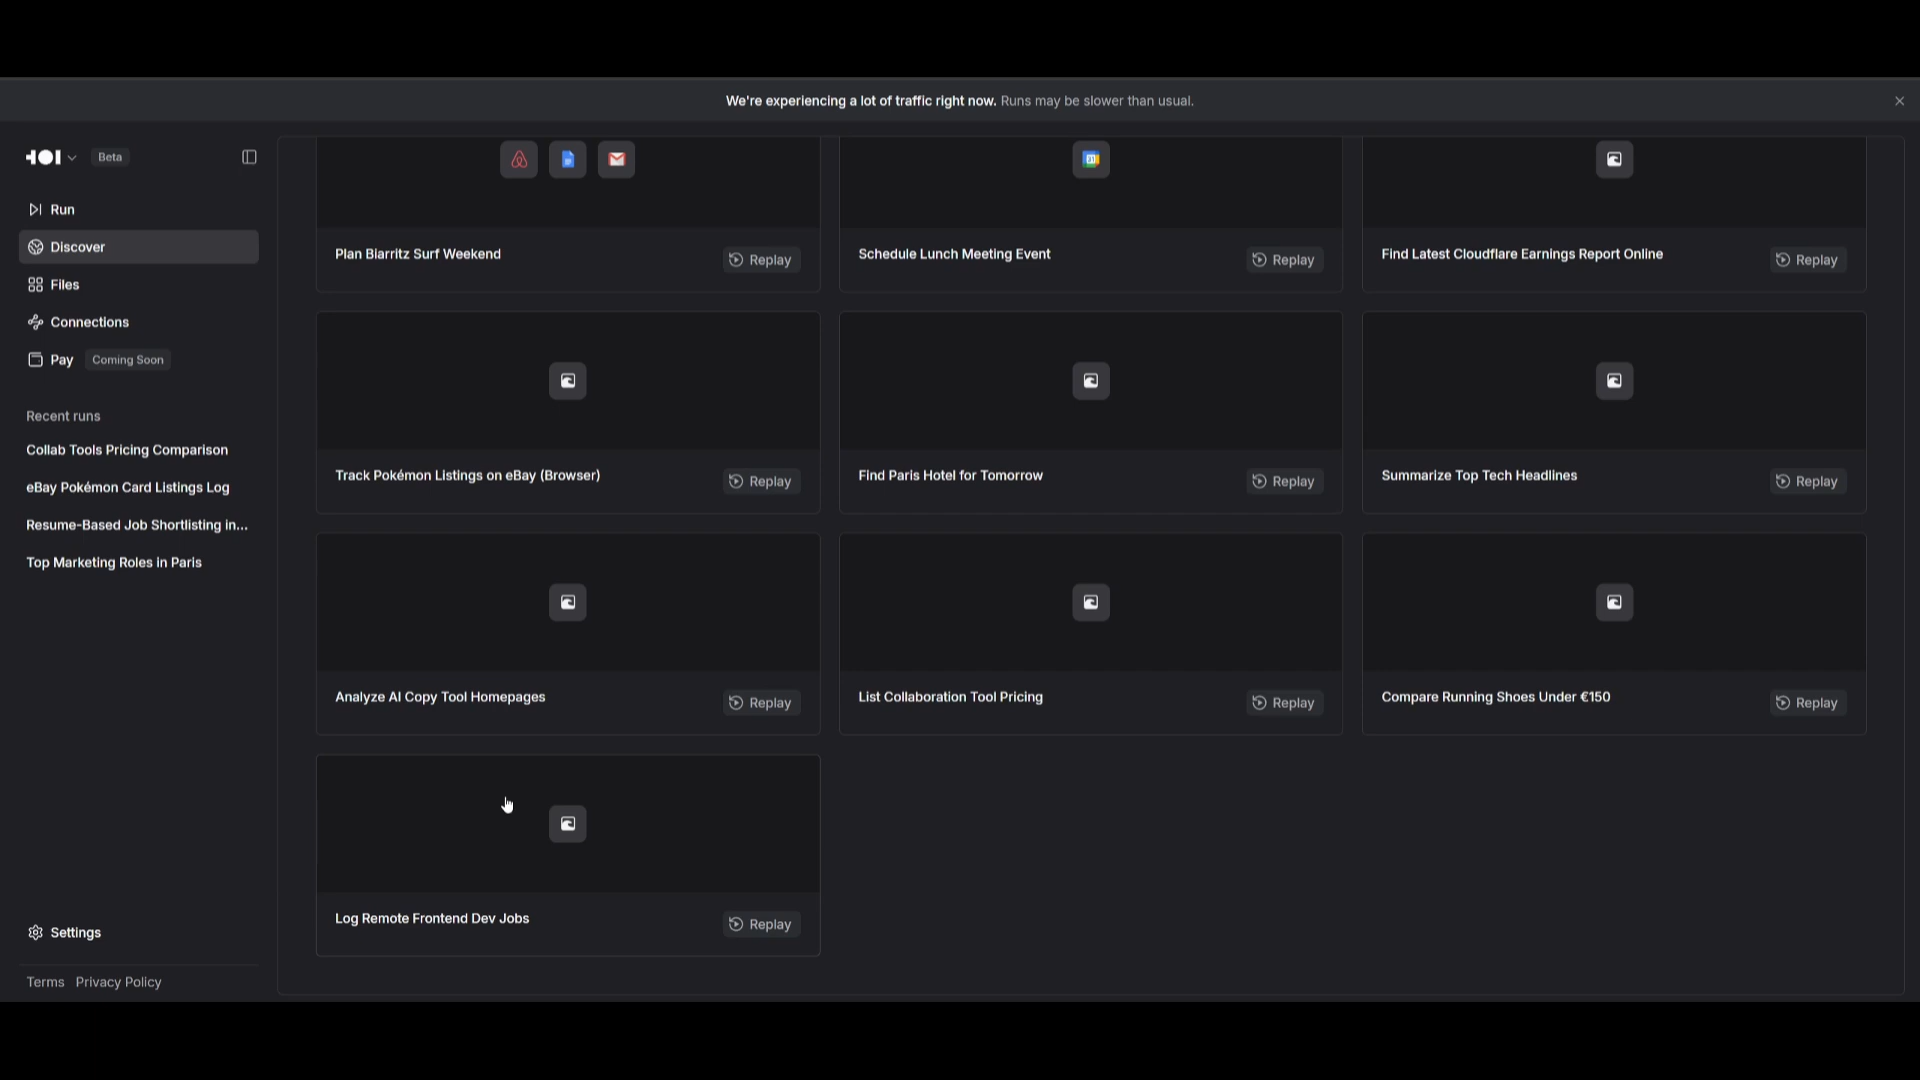 We're experiencing a lot of traffic right now. Runs may be slower than usual.
Beta
Run
Discover
Files
Connections
Pay Coming Soon
Recent runs
Collab Tools Pricing Comparison
eBay Pokémon Card Listings Log
Resume-Based Job Shortlisting in...
Top Marketing Roles in Paris
Settings
Terms Privacy Policy
Plan Biarritz Surf Weekend Replay
31
Schedule Lunch Meeting Event Replay
Find Latest Cloudflare Earnings Report Online Replay
Track Pokémon Listings on eBay (Browser) Replay
Find Paris Hotel for Tomorrow Replay
Summarize Top Tech Headlines Replay
Analyze AI Copy Tool Homepages Replay
List Collaboration Tool Pricing Replay
Compare Running Shoes Under €150 Replay
Log Remote Frontend Dev Jobs Replay